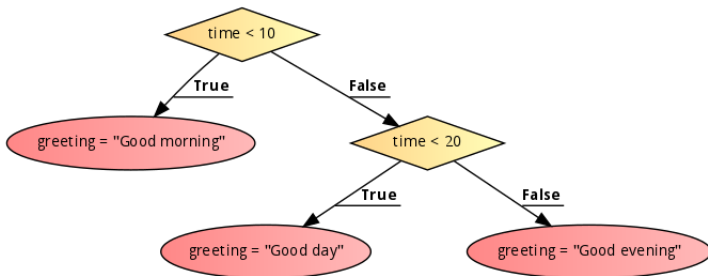 time < 10
True
False
greeting = "Good morning"
time < 20
True
False
greeting = "Good day"
greeting = "Good evening"